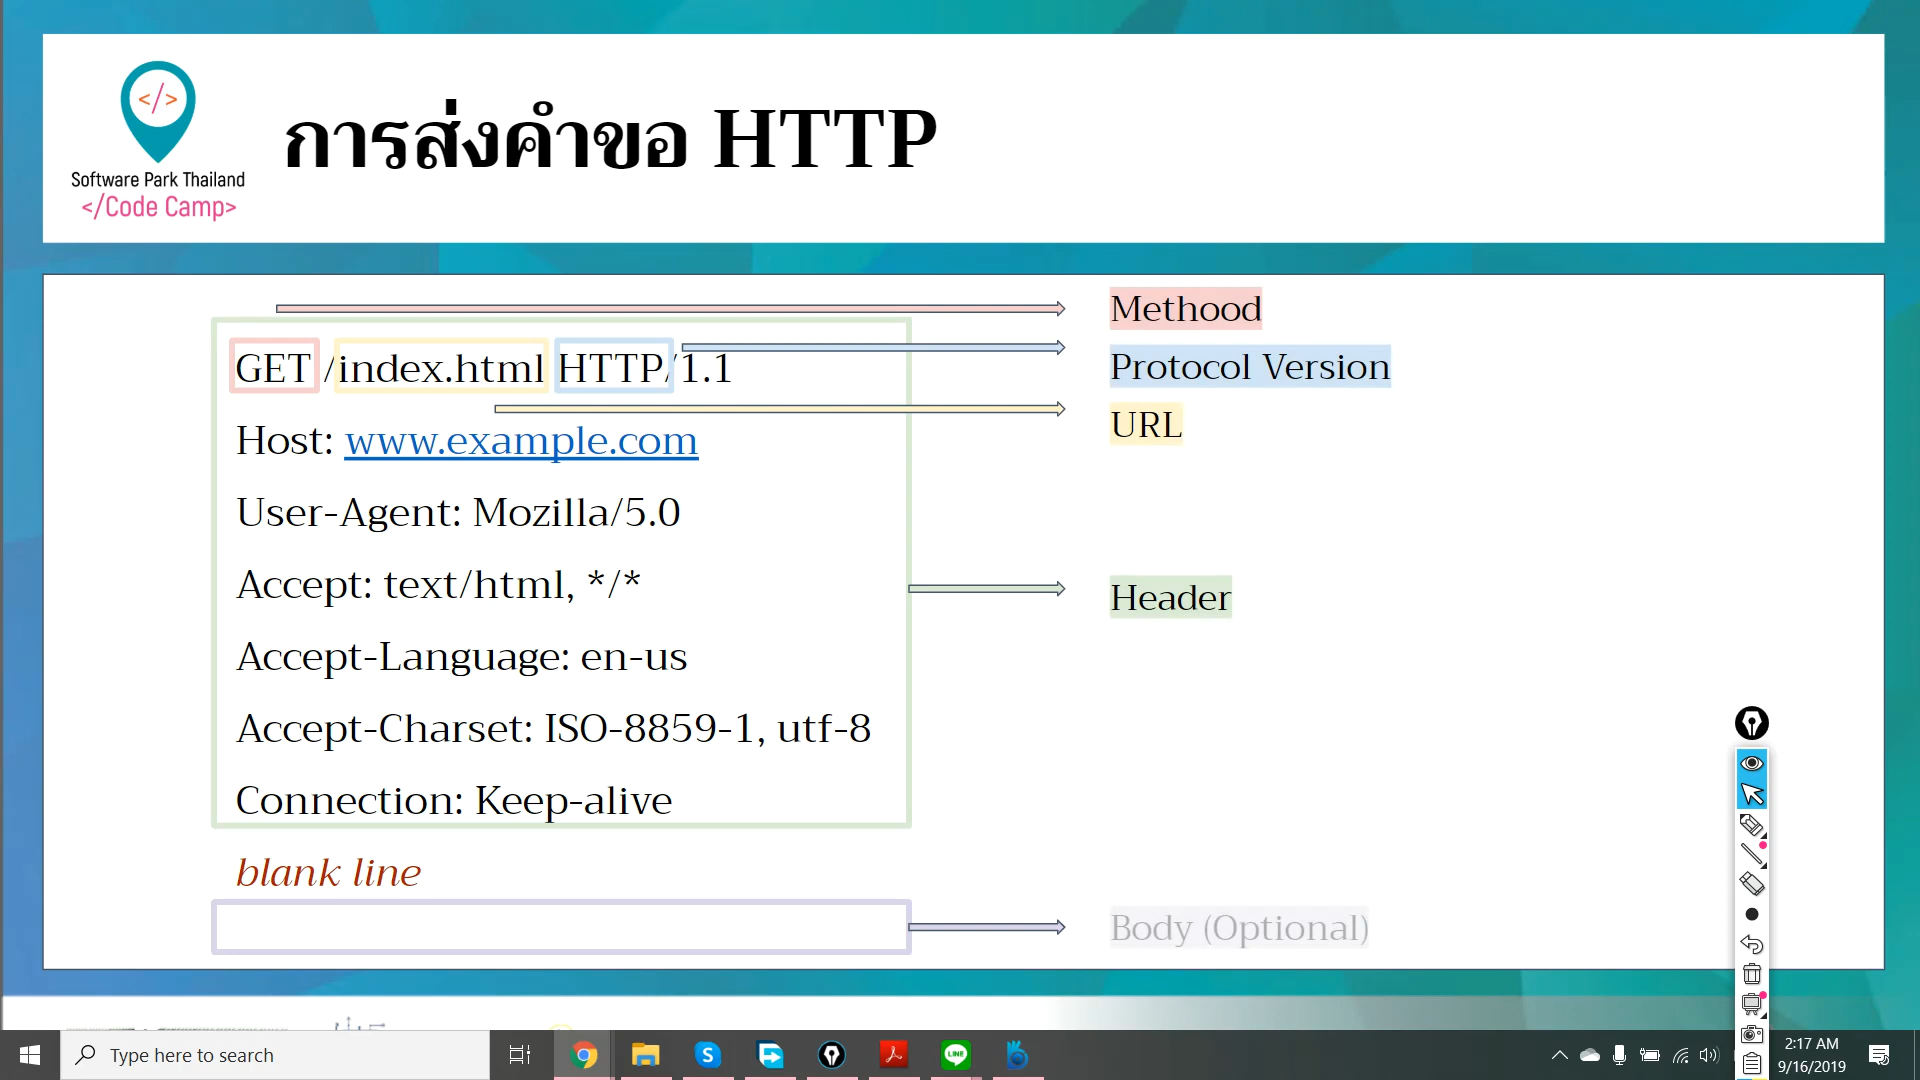 </>
Software Park Thailand
</Code Camp>
การส่งคำขอ HTTP
GET /index.html HTTP/1.1
Host: www.example.com
User-Agent: Mozilla/5.0
Accept: text/html, */*
Accept-Language: en-us
Accept-Charset: ISO-8859-1, utf-8
Connection: Keep-alive
blank line
Methood
Protocol Version
URL
Header
Body (Optional)
Type here to search
LINE
2:17 AM
9/16/2019